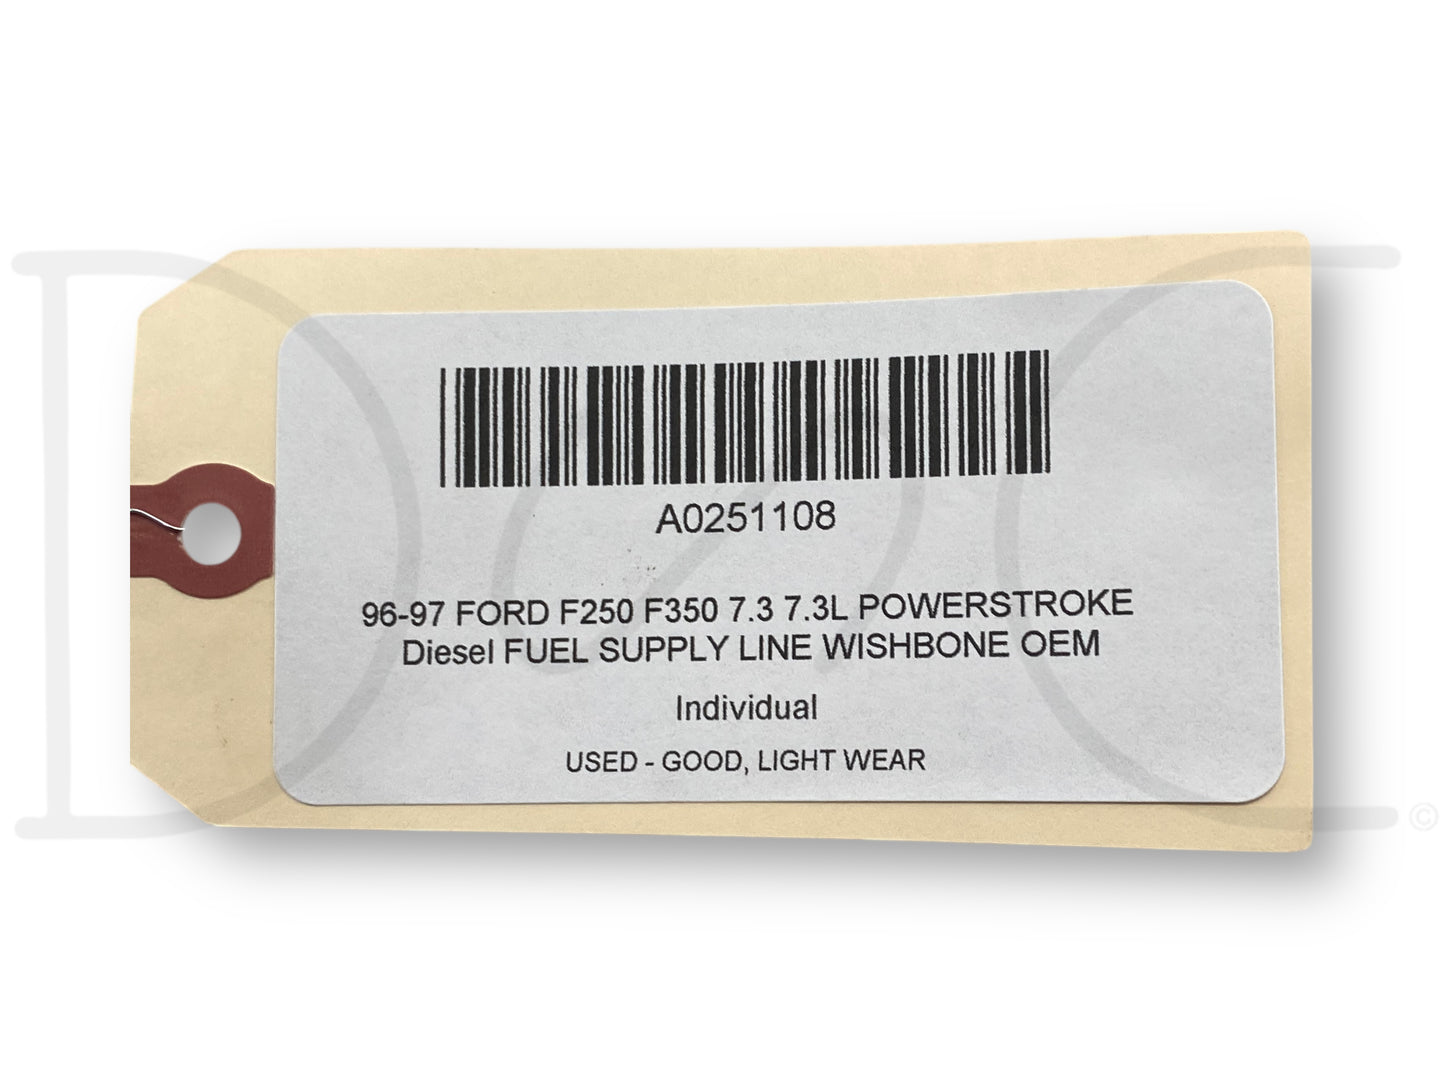 A0251108
96-97 FORD F250 F350 7.3 7.3L POWERSTROKE
Diesel FUEL SUPPLY LINE WISHBONE OEM
Individual
USED - GOOD, LIGHT WEAR
D2C
©